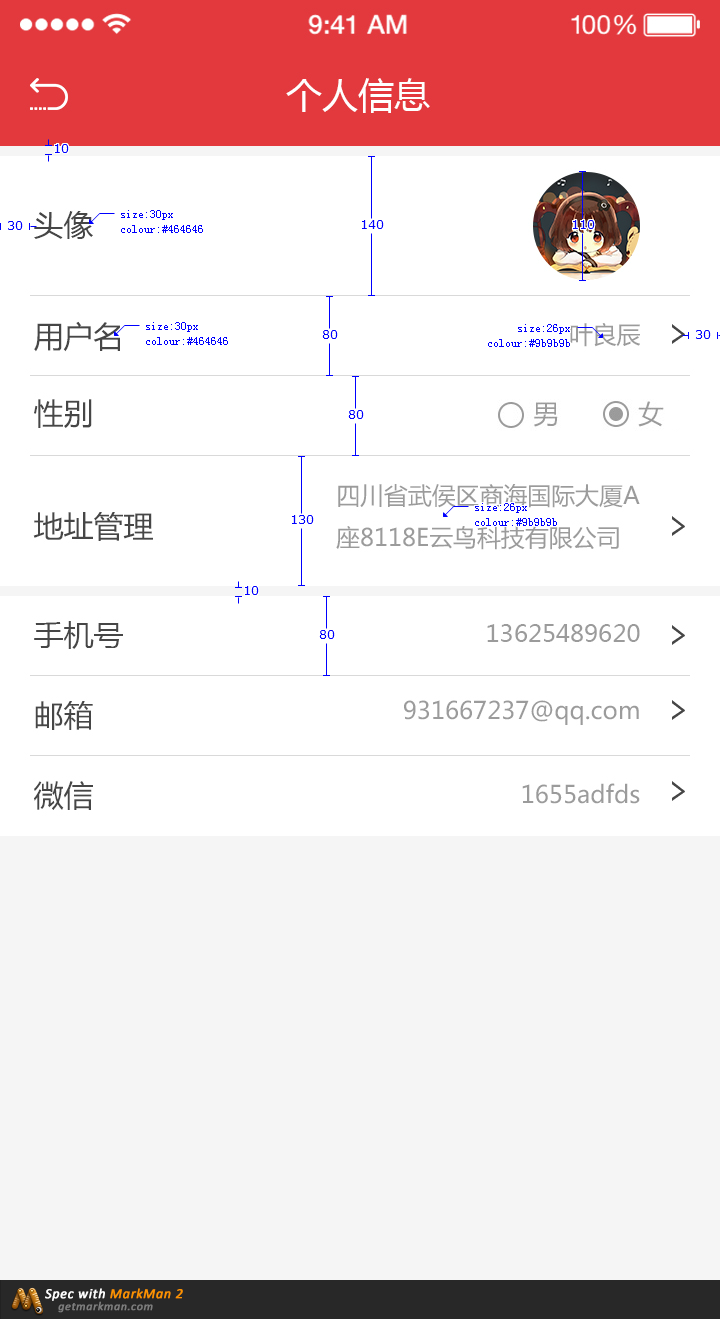 9:41 AM 100%
个人信息
10
30 头像 size:30px 140 110
colour:#464646
用户名 size:30px 80 size:26px 叶良辰 30
colour:#464646 colour:#9b9b9b
性别 80 男 女
地址管理 130 四川省武侯区商海国际大厦A
size:26px
colour:#9b9b9b
座8118E云鸟科技有限公司
10
手机号 80 13625489620
邮箱 931667237@qq.com
微信 1655adfds
Spec with MarkMan 2
getmarkman.com